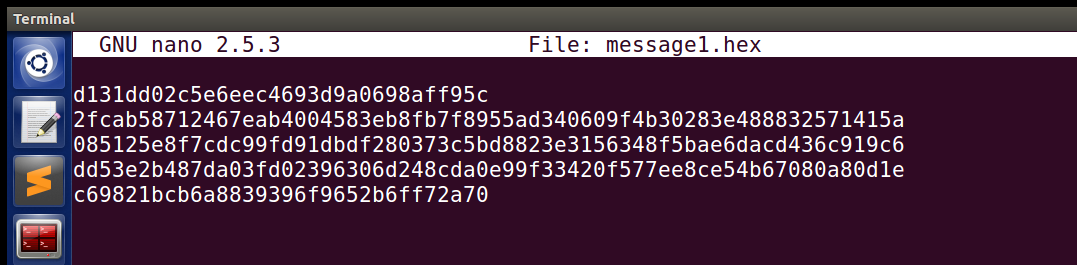 Terminal
GNU nano 2.5.3 File: message1.hex
d131dd02c5e6eec4693d9a0698aff95c
2fcab58712467eab4004583eb8fb7f8955ad340609f4b30283e488832571415a
085125e8f7cdc99fd91dbdf280373c5bd8823e3156348f5bae6dacd436c919c6
dd53e2b487da03fd02396306d248cda0e99f33420f577ee8ce54b67080a80d1e
c69821bcb6a8839396f9652b6ff72a70